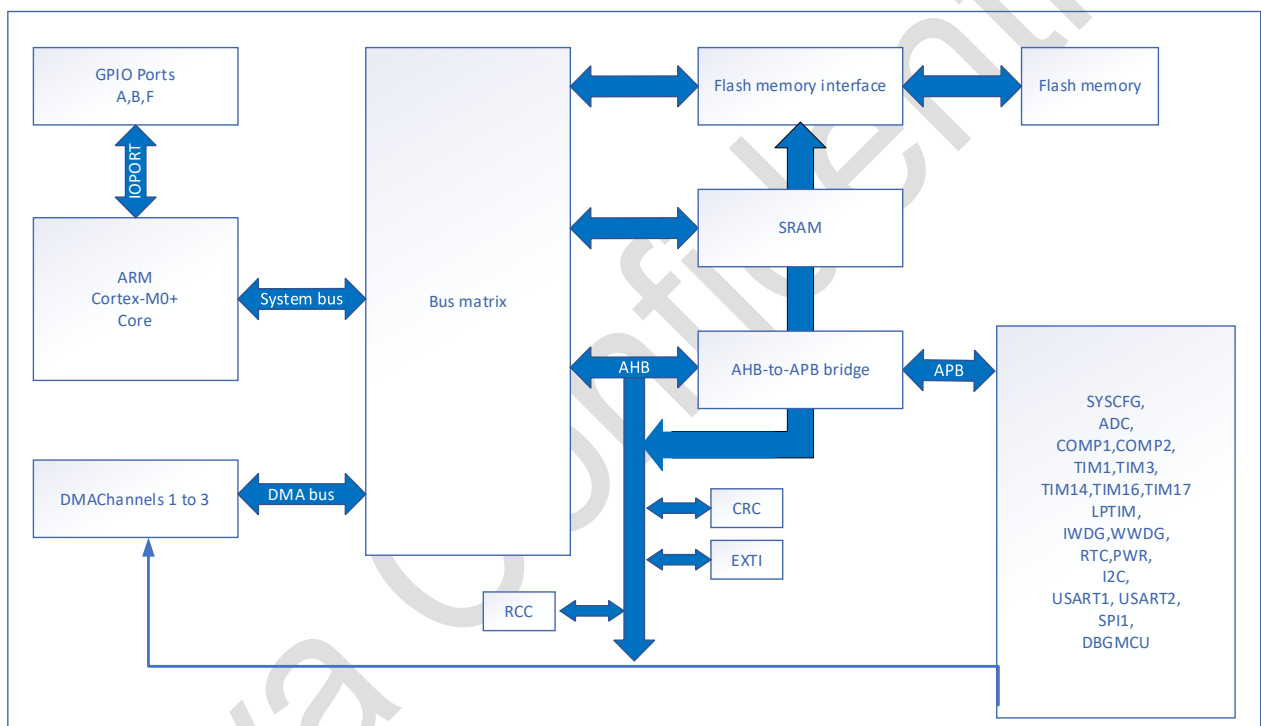 GPIO Ports
A,B,F
IOPORT
ARM
Cortex-M0+
Core
System bus
DMAChannels 1 to 3
DMA bus
Bus matrix
Flash memory interface
Flash memory
SRAM
AHB
AHB-to-APB bridge
APB
CRC
EXTI
RCC
SYSCFG,
ADC,
COMP1,COMP2,
TIM1,TIM3,
TIM14,TIM16,TIM17
LPTIM,
IWDG,WWDG,
RTC,PWR,
I2C,
USART1, USART2,
SPI1,
DBGMCU